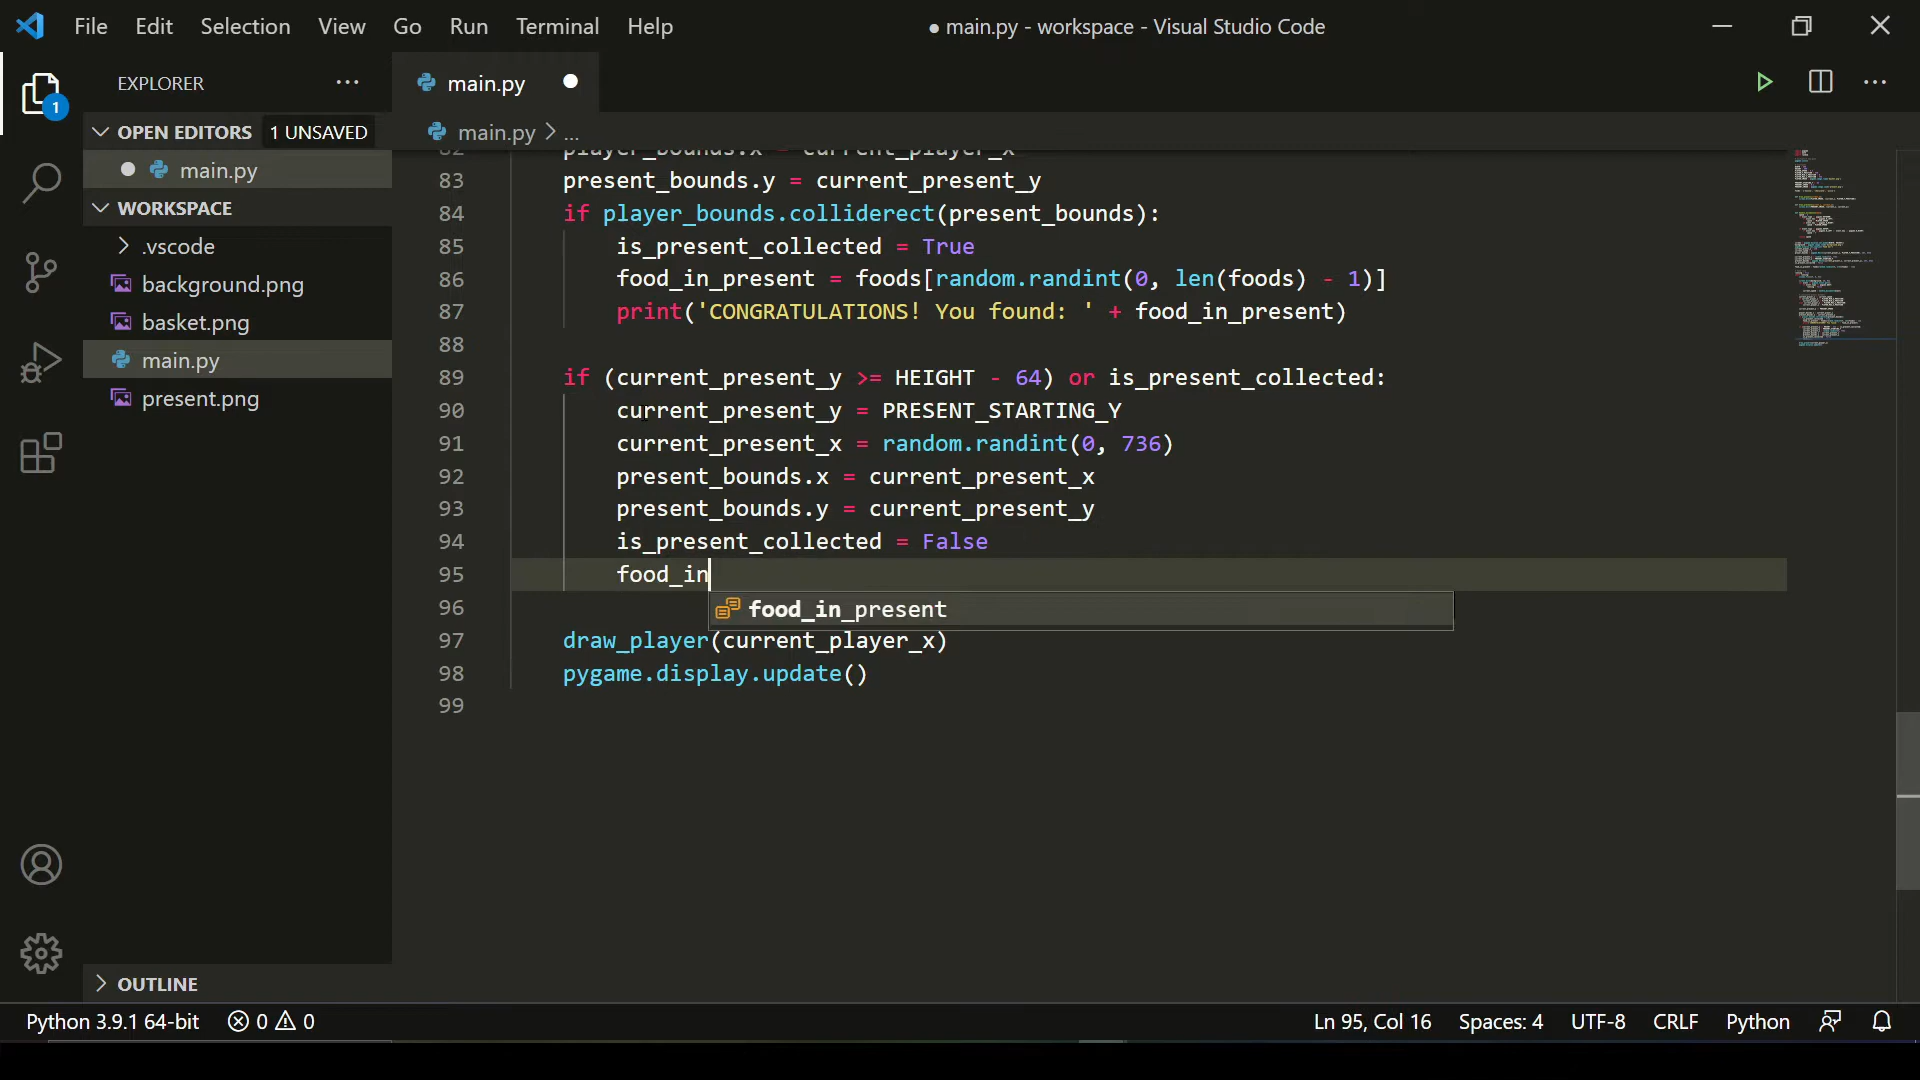 File Edit Selection View Go Run Terminal Help
● main.py - workspace - Visual Studio Code
EXPLORER
main.py
1
OPEN EDITORS 1 UNSAVED
main.py > ...
main.py
WORKSPACE
.vscode
background.png
basket.png
main.py
present.png
OUTLINE
82 player_bounds.x = current_player_x
83 present_bounds.y = current_present_y
84 if player_bounds.colliderect(present_bounds):
85 is_present_collected = True
86 food_in_present = foods[random.randint(0, len(foods) - 1)]
87 print('CONGRATULATIONS! You found: ' + food_in_present)
88
89 if (current_present_y >= HEIGHT - 64) or is_present_collected:
90 current_present_y = PRESENT_STARTING_Y
91 current_present_x = random.randint(0, 736)
92 present_bounds.x = current_present_x
93 present_bounds.y = current_present_y
94 is_present_collected = False
95 food_in
96 food_in_present
97 draw_player(current_player_x)
98 pygame.display.update()
99
Python 3.9.1 64-bit 0 0 Ln 95, Col 16 Spaces: 4 UTF-8 CRLF Python